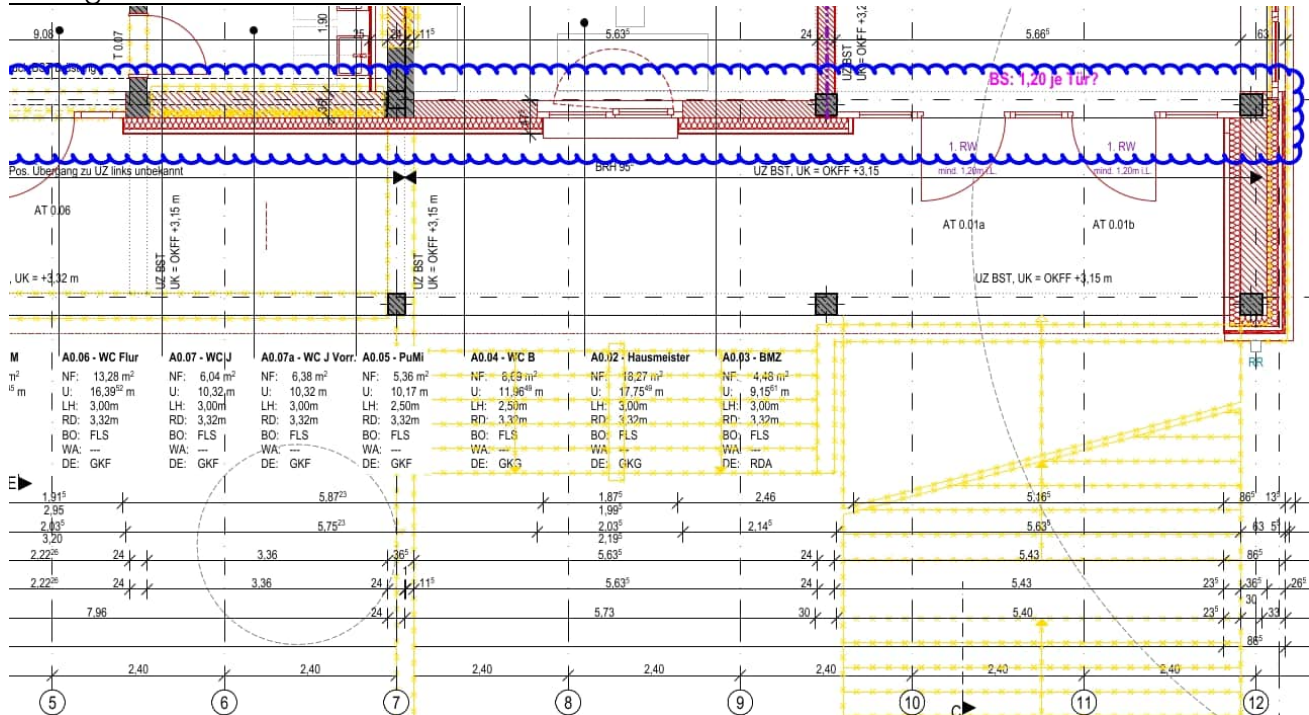 9,08
T 0.07
1,90
25 24 11⁵
5,63⁵
24
UZ BST
5,66⁵
63
BS: 1,20 je Tür?
BRH 95
1. RW
mind. 1,20m i.L.
1. RW
mind. 1,20m i.L.
Pos. Übergang zu UZ links unbekannt
UZ BST, UK = OKFF +3,15
AT 0.06
AT 0.01a
AT 0.01b
UZ BST
UK = OKFF +3,15 m
UZ BST
UK = OKFF +3,15 m
, UK = +3,32 m
UZ BST, UK = OKFF +3,15 m
RR
M
m²
m
A0.06 - WC Flur
NF: 13,28 m²
U: 16,39⁵² m
LH: 3,00m
RD: 3,32m
BO: FLS
WA: ---
DE: GKF
A0.07 - WC J
NF: 6,04 m²
U: 10,32 m
LH: 3,00m
RD: 3,32m
BO: FLS
WA: ---
DE: GKF
A0.07a - WC J Vorr.
NF: 6,38 m²
U: 10,32 m
LH: 3,00m
RD: 3,32m
BO: FLS
WA: ---
DE: GKF
A0.05 - PuMi
NF: 5,36 m²
U: 10,17 m
LH: 2,50m
RD: 3,32m
BO: FLS
WA: ---
DE: GKF
A0.04 - WC B
NF: 8,69 m²
U: 11,96⁴⁹ m
LH: 2,50m
RD: 3,32m
BO: FLS
WA: ---
DE: GKG
A0.02 - Hausmeister
NF: 18,27 m²
U: 17,75⁴⁹ m
LH: 3,00m
RD: 3,32m
BO: FLS
WA: ---
DE: GKG
A0.03 - BMZ
NF: 4,48 m²
U: 9,15⁶¹ m
LH: 3,00m
RD: 3,32m
BO: FLS
WA: ---
DE: RDA
E
1,91⁵ 5,87²³ 1,87⁵ 2,46 5,16⁵ 86⁵ 13⁵
2,95 1,99⁵
2,03⁵ 5,75²³ 2,03⁵ 2,14⁵ 5,63⁵ 63 5
3,20 2,19⁵
2,22²⁶ 24 3,36 36⁵ 5,63⁵ 24 5,43 86⁵
2,22²⁶ 24 3,36 24 11⁵ 5,63⁵ 24 5,43 23⁵ 36⁵ 26⁵
30
7,96 24 5,73 30 5,40 23⁵ 33
86⁵
2,40 2,40 2,40 2,40 2,40 2,40 2,40
5 6 7 8 9 10 11 12
C